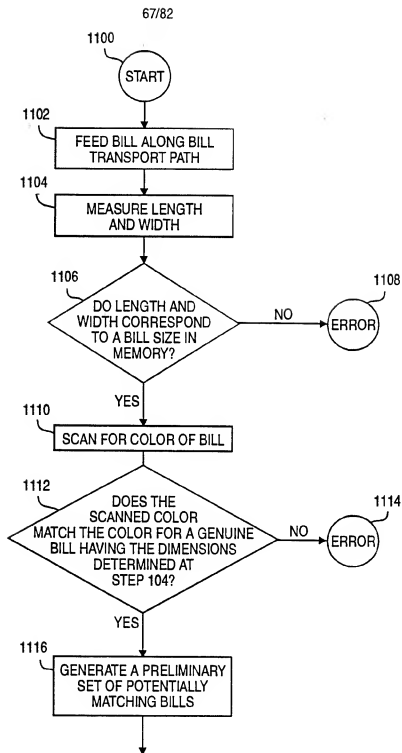 67/82
1100
START
1102
FEED BILL ALONG BILL
TRANSPORT PATH
1104
MEASURE LENGTH
AND WIDTH
1106
DO LENGTH AND
WIDTH CORRESPOND
TO A BILL SIZE IN
MEMORY?
NO
1108
ERROR
YES
1110
SCAN FOR COLOR OF BILL
1112
DOES THE
SCANNED COLOR
MATCH THE COLOR FOR A GENUINE
BILL HAVING THE DIMENSIONS
DETERMINED AT
STEP 104?
NO
1114
ERROR
YES
1116
GENERATE A PRELIMINARY
SET OF POTENTIALLY
MATCHING BILLS